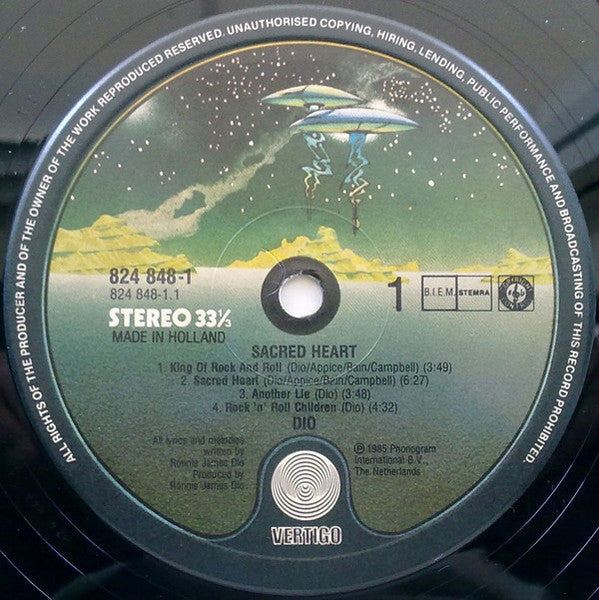 ALL RIGHTS OF THE PRODUCER AND OF THE OWNER OF THE WORK REPRODUCED RESERVED. UNAUTHORISED COPYING, HIRING, LENDING, PUBLIC PERFORMANCE AND BROADCASTING OF THIS RECORD PROHIBITED.
824 848-1
824 848-1.1
STEREO 33⅓
MADE IN HOLLAND
1
B.I.E.M.
STEMRA
SACRED HEART
1. King Of Rock And Roll (Dio/Appice/Bain/Campbell) (3:49)
2. Sacred Heart (Dio/Appice/Bain/Campbell) (6:27)
3. Another Lie (Dio) (3:48)
4. Rock 'n' Roll Children (Dio) (4:32)
DIO
All lyrics and melodies
written by
Ronnie James Dio
Produced by
Ronnie James Dio
℗ 1985 Phonogram
International B.V.,
The Netherlands
VERTIGO